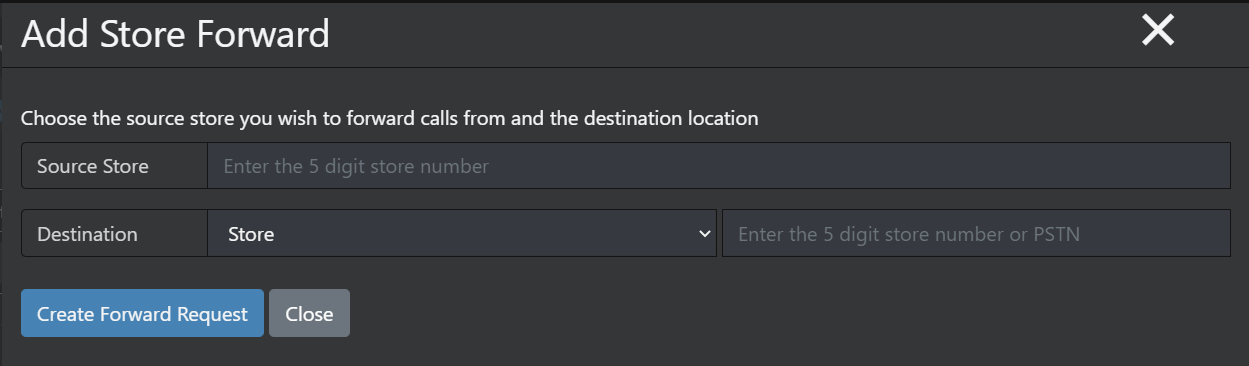 Add Store Forward
Choose the source store you wish to forward calls from and the destination location
Source Store Enter the 5 digit store number
Destination Store Enter the 5 digit store number or PSTN
Create Forward Request Close